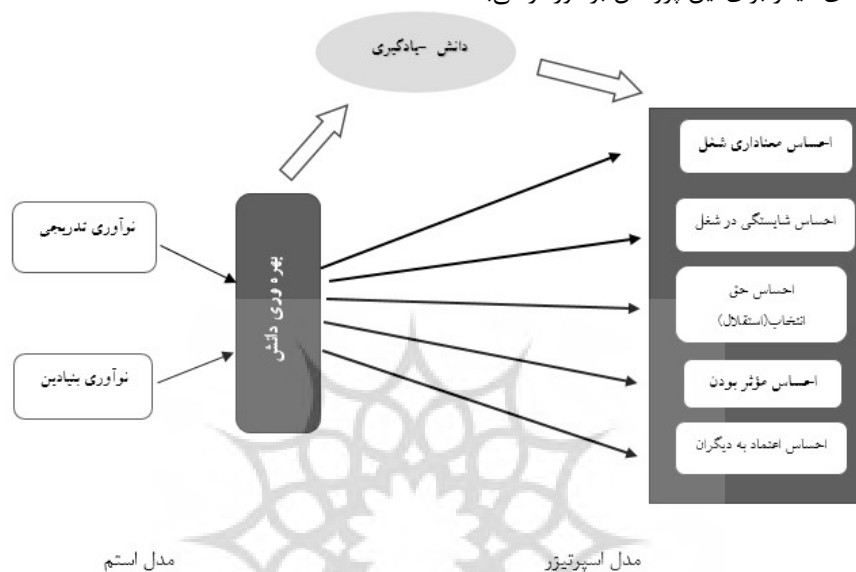 دانش -یادگیری
احساس معناداری شغل
احساس شایستگی در شغل
احساس حق
انتخاب(استقلال)
احساس مؤثر بودن
احساس اعتماد به دیگران
بهره وری دانش
نوآوری تدریجی
نوآوری بنیادین
مدل اسپرتیزر
مدل استم